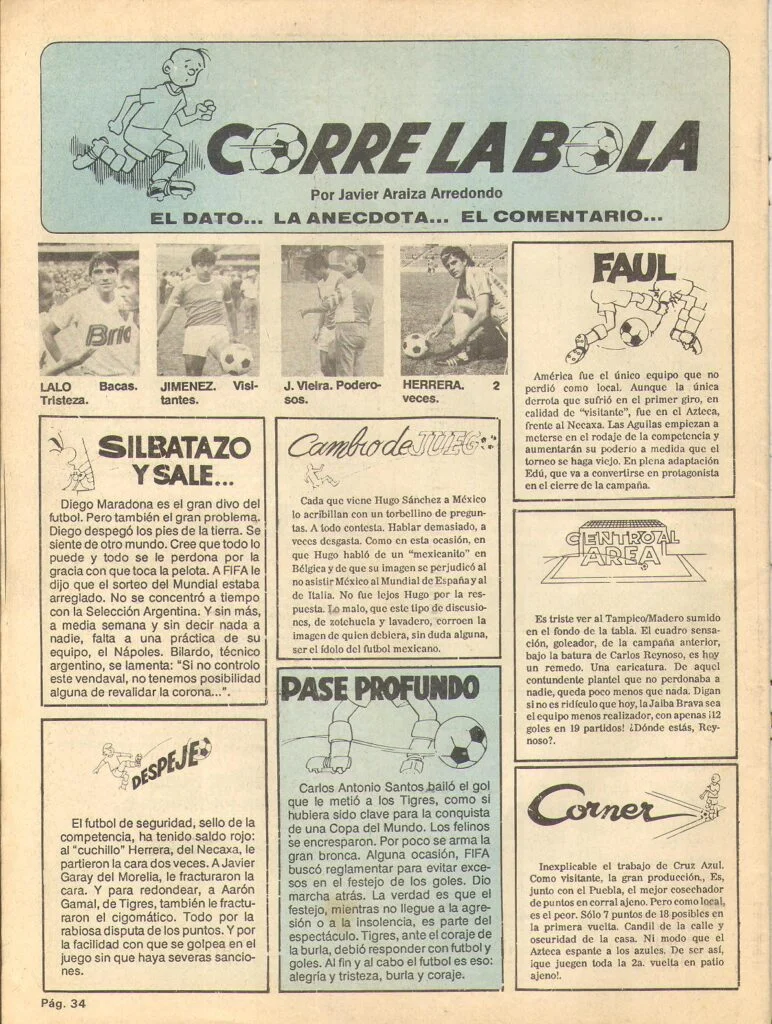 CORRE LA BOLA
Por Javier Araiza Arredondo
EL DATO... LA ANECDOTA... EL COMENTARIO...
Bric
LALO Bacas.
Tristeza.
JIMENEZ. Visi-
tantes.
J. Vieira. Podero-
sos.
HERRERA. 2
veces.
SILBATAZO
Y SALE...
Diego Maradona es el gran divo del
futbol. Pero también el gran problema.
Diego despegó los pies de la tierra. Se
siente de otro mundo. Cree que todo lo
puede y todo se le perdona por la
gracia con que toca la pelota. A FIFA le
dijo que el sorteo del Mundial estaba
arreglado. No se concentró a tiempo
con la Selección Argentina. Y sin más,
a media semana y sin decir nada a
nadie, falta a una práctica de su
equipo, el Nápoles. Bilardo, técnico
argentino, se lamenta: "Si no controlo
este vendaval, no tenemos posibilidad
alguna de revalidar la corona...".
DESPEJE
El futbol de seguridad, sello de la
competencia, ha tenido saldo rojo:
al "cuchillo" Herrera, del Necaxa, le
partieron la cara dos veces. A Javier
Garay del Morelia, le fracturaron la
cara. Y para redondear, a Aarón
Gamal, de Tigres, también le fractu-
raron el cigomático. Todo por la
rabiosa disputa de los puntos. Y por
la facilidad con que se golpea en el
juego sin que haya severas sancio-
nes.
Cambio de JUEGO
Cada que viene Hugo Sánchez a México
lo acribillan con un torbellino de pregun-
tas. A todo contesta. Hablar demasiado, a
veces desgasta. Como en esta ocasión, en
que Hugo habló de un "mexicanito" en
Bélgica y de que su imagen se perjudicó al
no asistir México al Mundial de España y al
de Italia. No fue lejos Hugo por la res-
puesta. Lo malo, que este tipo de discusio-
nes, de zotehuela y lavadero, corroen la
imagen de quien debiera, sin duda alguna,
ser el ídolo del futbol mexicano.
PASE PROFUNDO
Carlos Antonio Santos bailó el gol
que le metió a los Tigres, como si
hubiera sido clave para la conquista
de una Copa del Mundo. Los felinos
se encresparon. Por poco se arma la
gran bronca. Alguna ocasión, FIFA
buscó reglamentar para evitar exce-
sos en el festejo de los goles. Dio
marcha atrás. La verdad es que el
festejo, mientras no llegue a la agre-
sión o a la insolencia, es parte del
espectáculo. Tigres, ante el coraje de
la burla, debió responder con futbol y
goles. Al fin y al cabo el futbol es eso:
alegría y tristeza, burla y coraje.
FAUL
América fue el único equipo que no
perdió como local. Aunque la única
derrota que sufrió en el primer giro, en
calidad de "visitante", fue en el Azteca,
frente al Necaxa. Las Aguilas empiezan a
meterse en el rodaje de la competencia y
aumentarán su poderio a medida que el
torneo se haga viejo. En plena adaptación
Edú, que va a convertirse en protagonista
en el cierre de la campaña.
CENTRO AL
AREA
Es triste ver al Tampico/Madero sumido
en el fondo de la tabla. El cuadro sensa-
ción, goleador, de la campaña anterior,
bajo la batura de Carlos Reynoso, es hoy
un remedo. Una caricatura. De aquel
contundente plantel que no perdonaba a
nadie, queda poco menos que nada. Digan
si no es ridículo que hoy, la Jaiba Brava sea
el equipo menos realizador, con apenas ¡12
goles en 19 partidos! ¿Dónde estás, Rey-
noso?.
Corner
Inexplicable el trabajo de Cruz Azul.
Como visitante, la gran producción., Es,
junto con el Puebla, el mejor cosechador
de puntos en corral ajeno. Pero como local,
es el peor. Sólo 7 puntos de 18 posibles en
la primera vuelta. Candil de la calle y
oscuridad de la casa. Ni modo que el
Azteca espante a los azules. De ser así,
¡que juegen toda la 2a. vuelta en patio
ajeno!.
Pág. 34